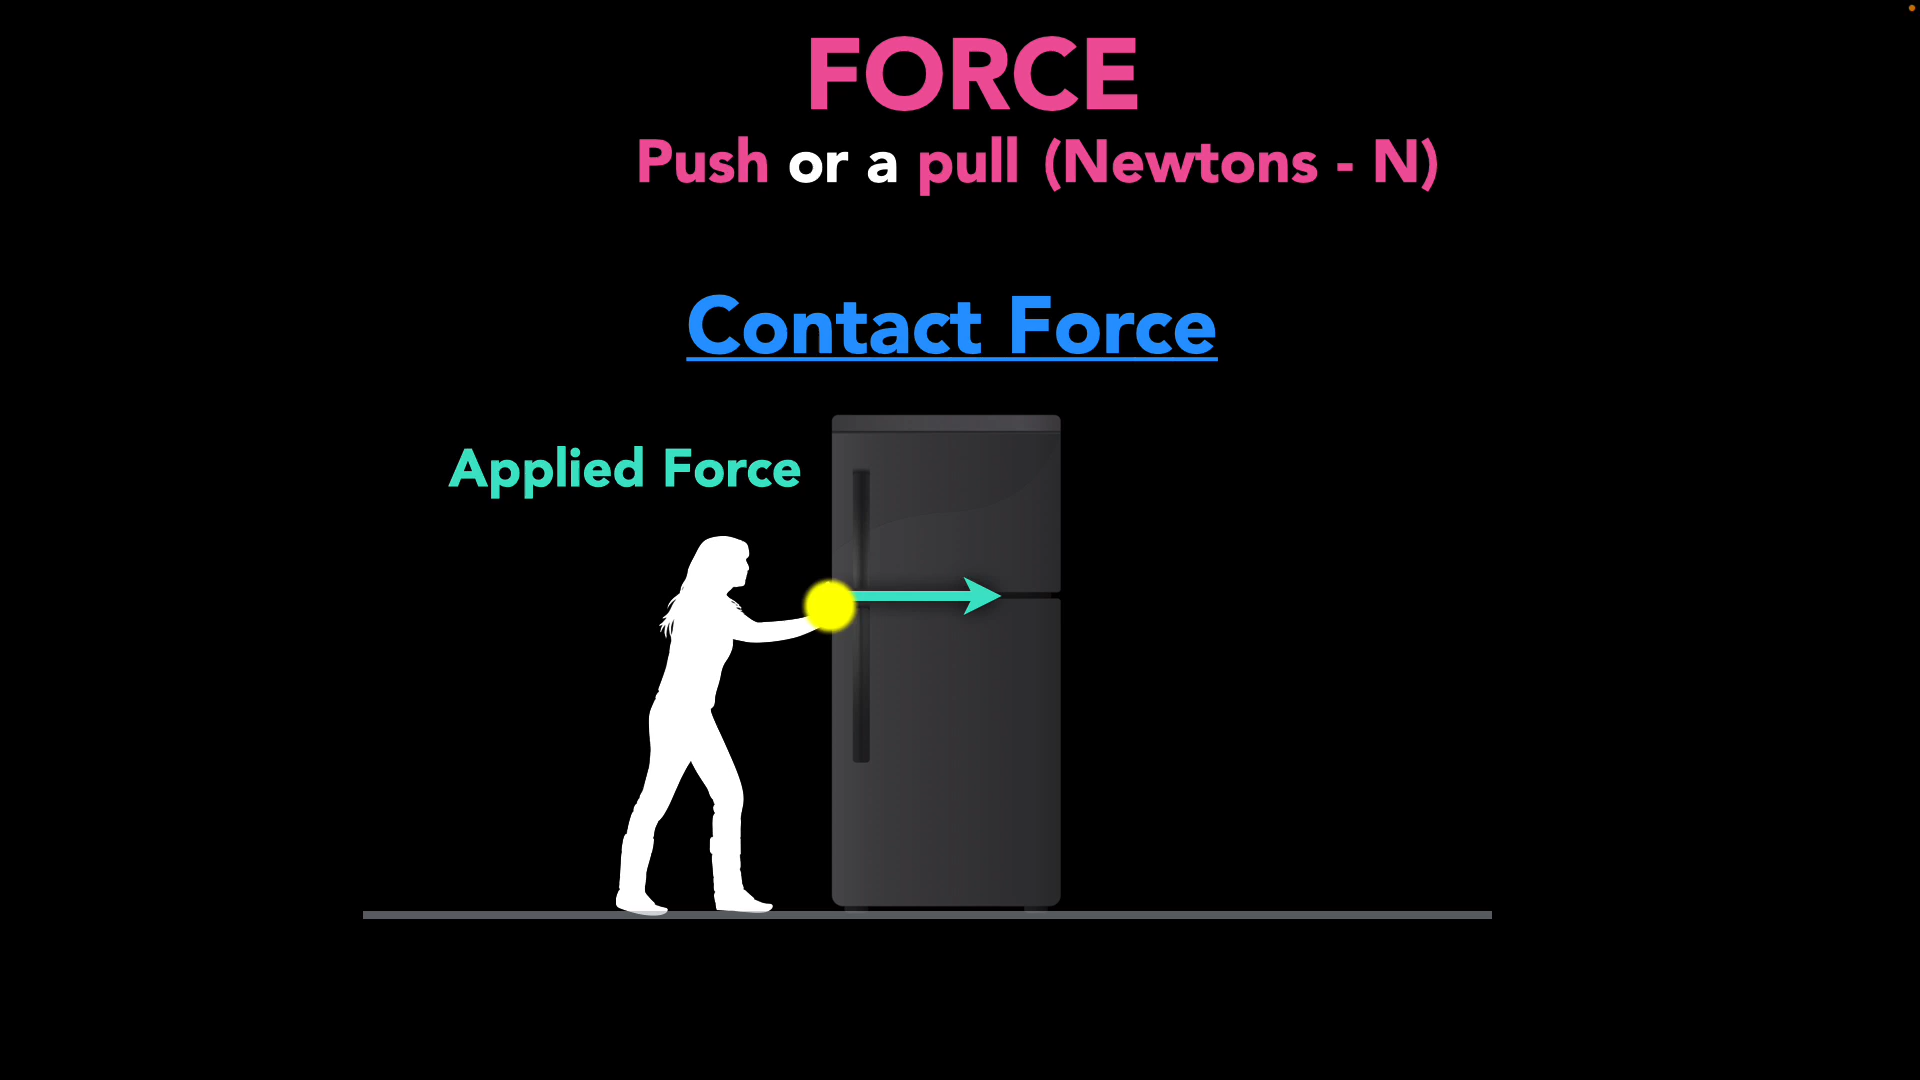 FORCE
Push or a pull (Newtons - N)
Contact Force
Applied Force